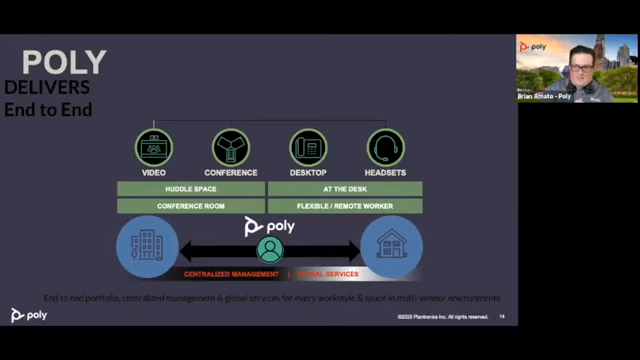 POLY
DELIVERS
End to End
VIDEO
CONFERENCE
DESKTOP
HEADSETS
HUDDLE SPACE
AT THE DESK
CONFERENCE ROOM
FLEXIBLE / REMOTE WORKER
poly
CENTRALIZED MANAGEMENT | GLOBAL SERVICES
End to end portfolio, centralized management & global services for every workstyle & space in multi-vendor environments
poly
©2020 Plantronics Inc. All rights reserved.
14
poly
Brian Amato - Poly